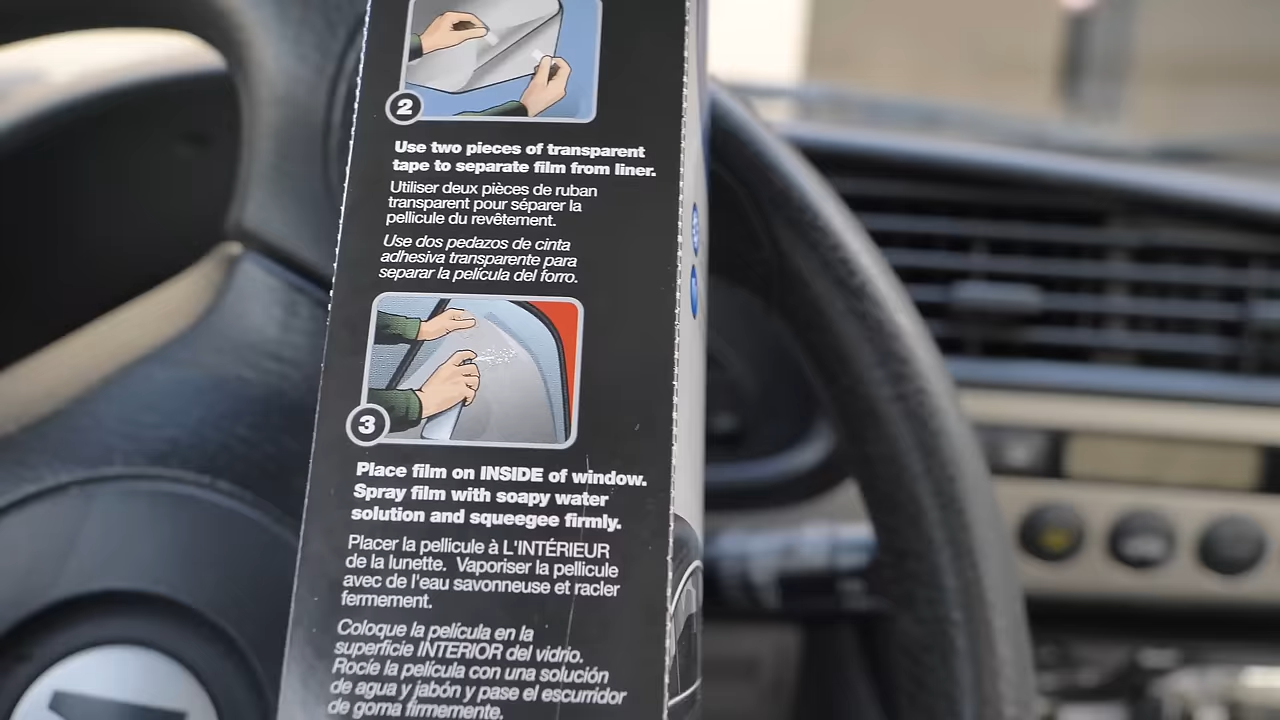 2
Use two pieces of transparent
tape to separate film from liner.
Utiliser deux pièces de ruban
transparent pour séparer la
pellicule du revêtement.
Use dos pedazos de cinta
adhesiva transparente para
separar la película del forro.
3
Place film on INSIDE of window.
Spray film with soapy water
solution and squeegee firmly.
Placer la pellicule à L'INTÉRIEUR
de la lunette. Vaporiser la pellicule
avec de l'eau savonneuse et racler
fermement.
Coloque la película en la
superficie INTERIOR del vidrio.
Rocíe la película con una solución
de agua y jabón y pase el escurridor
de goma firmemente.